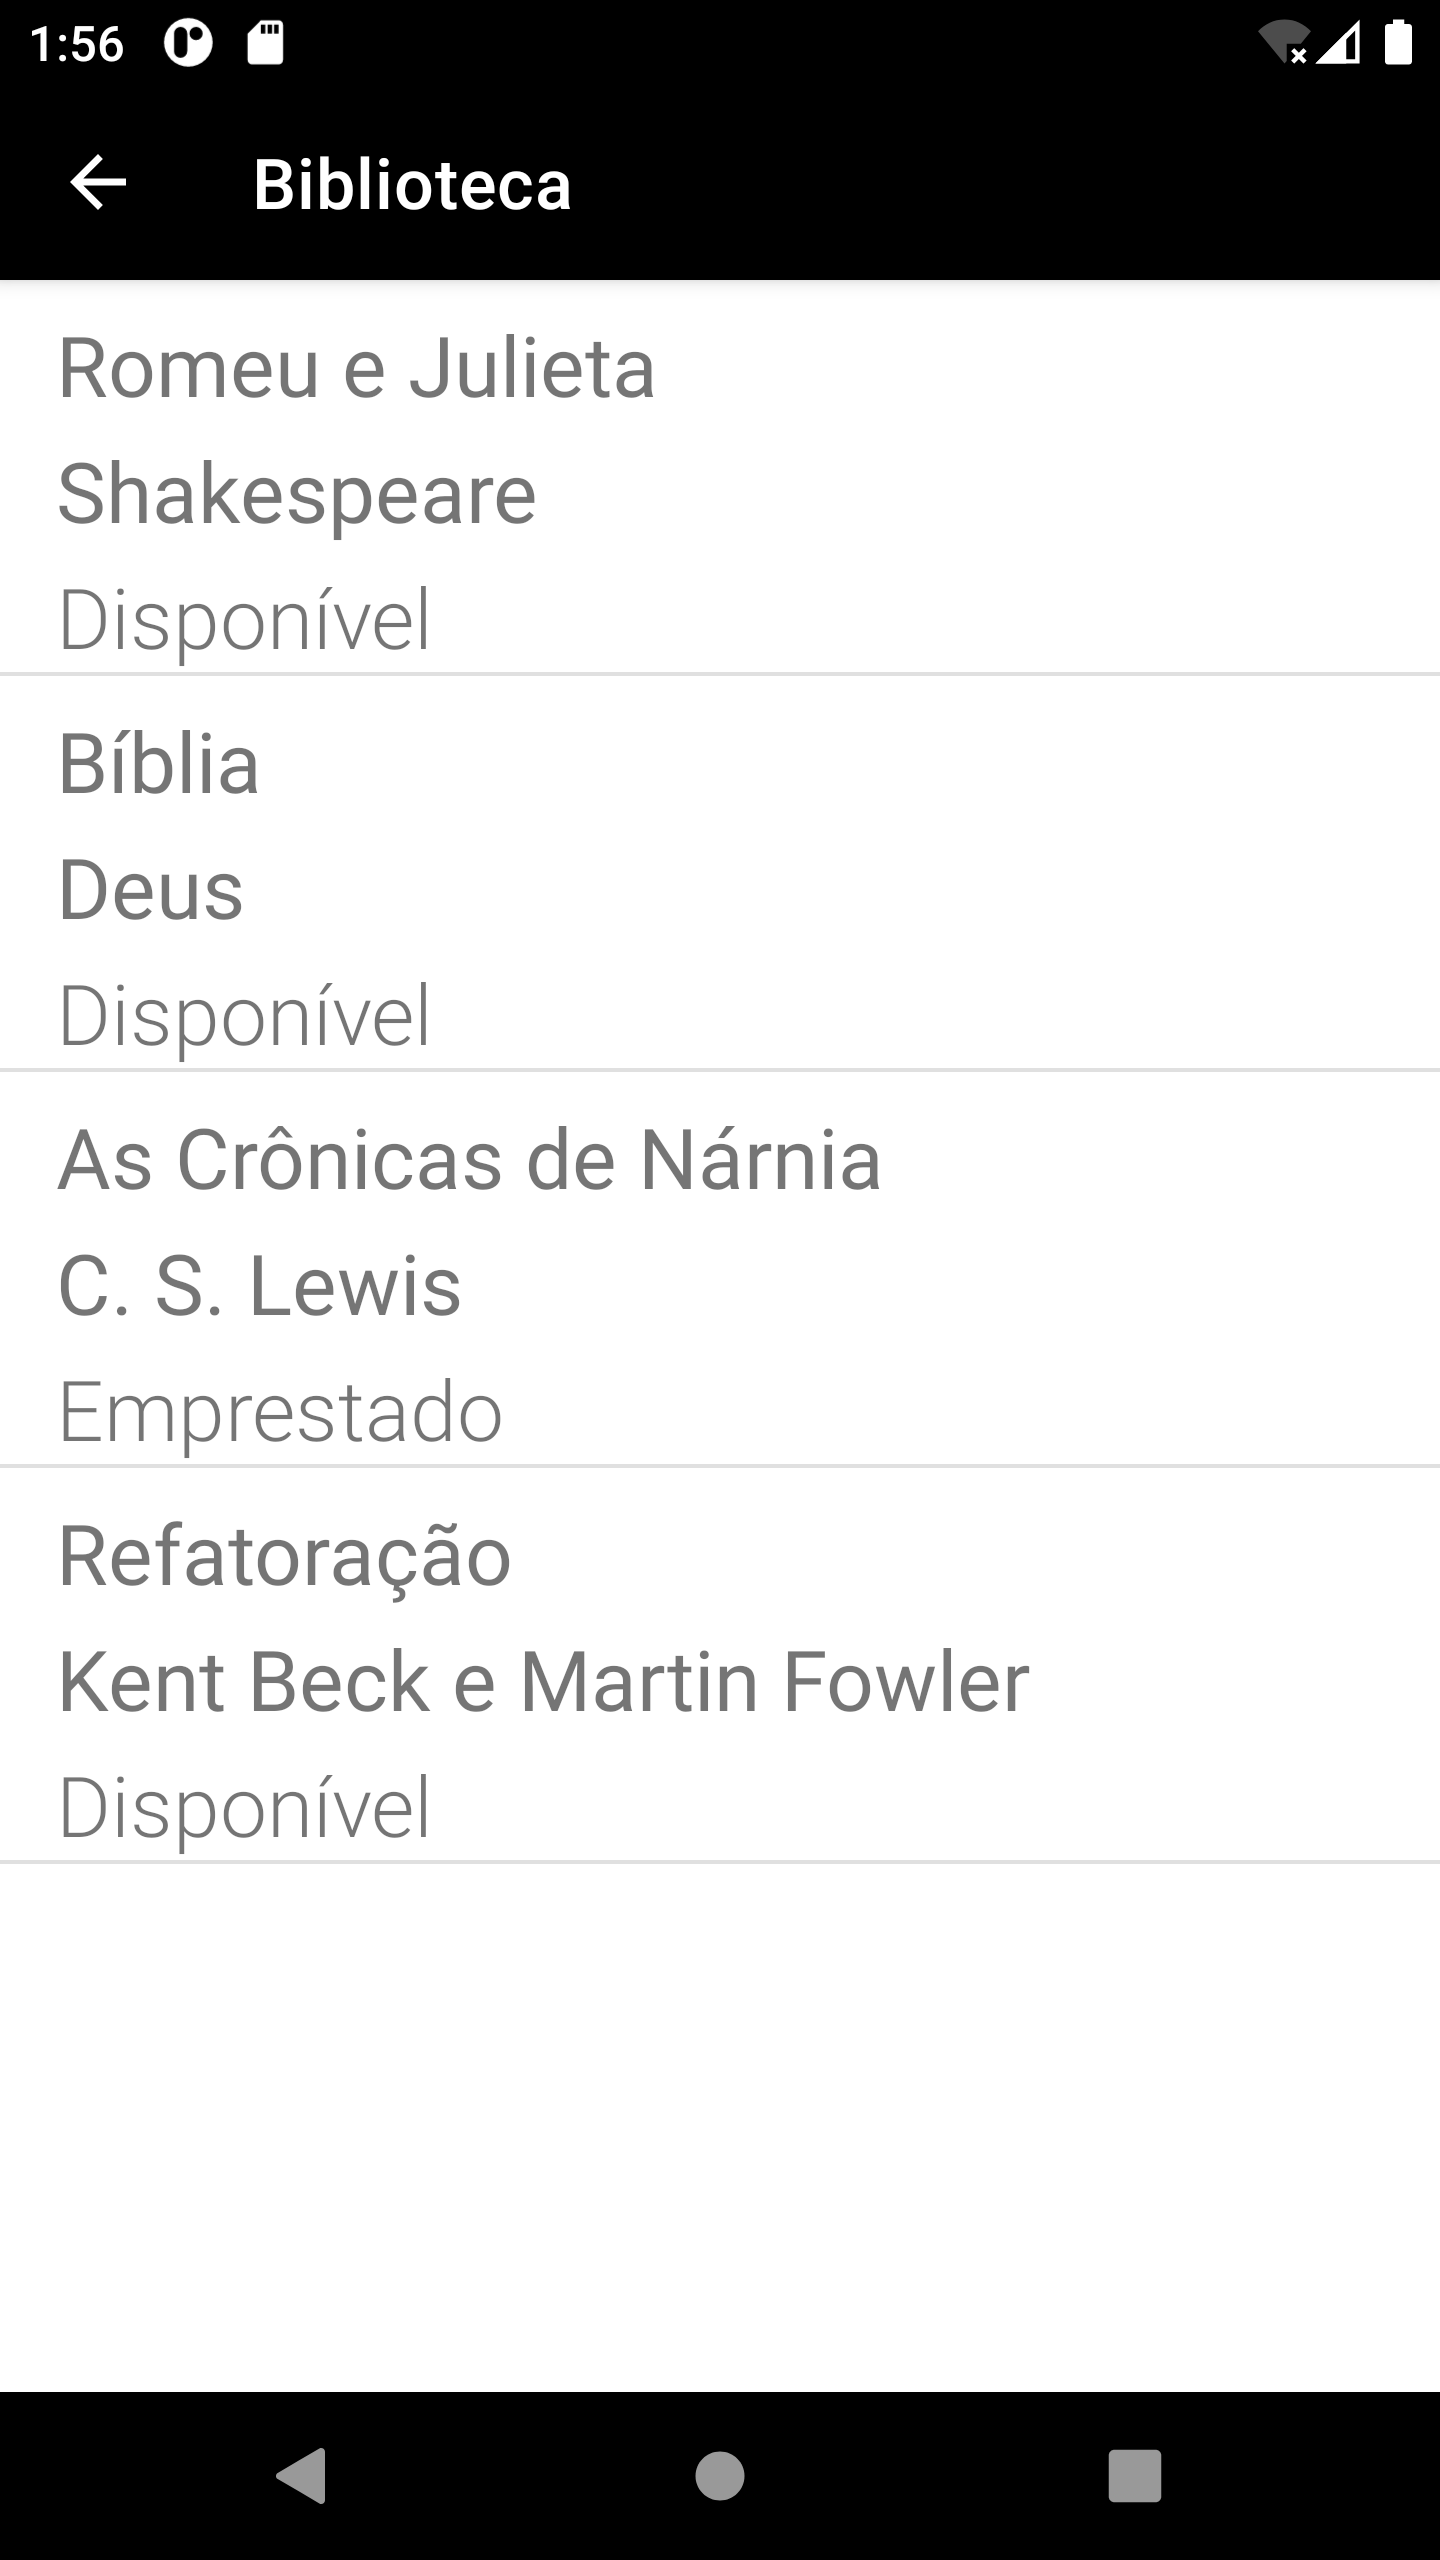 1:56
Biblioteca
Romeu e Julieta
Shakespeare
Disponível
Bíblia
Deus
Disponível
As Crônicas de Nárnia
C. S. Lewis
Emprestado
Refatoração
Kent Beck e Martin Fowler
Disponível